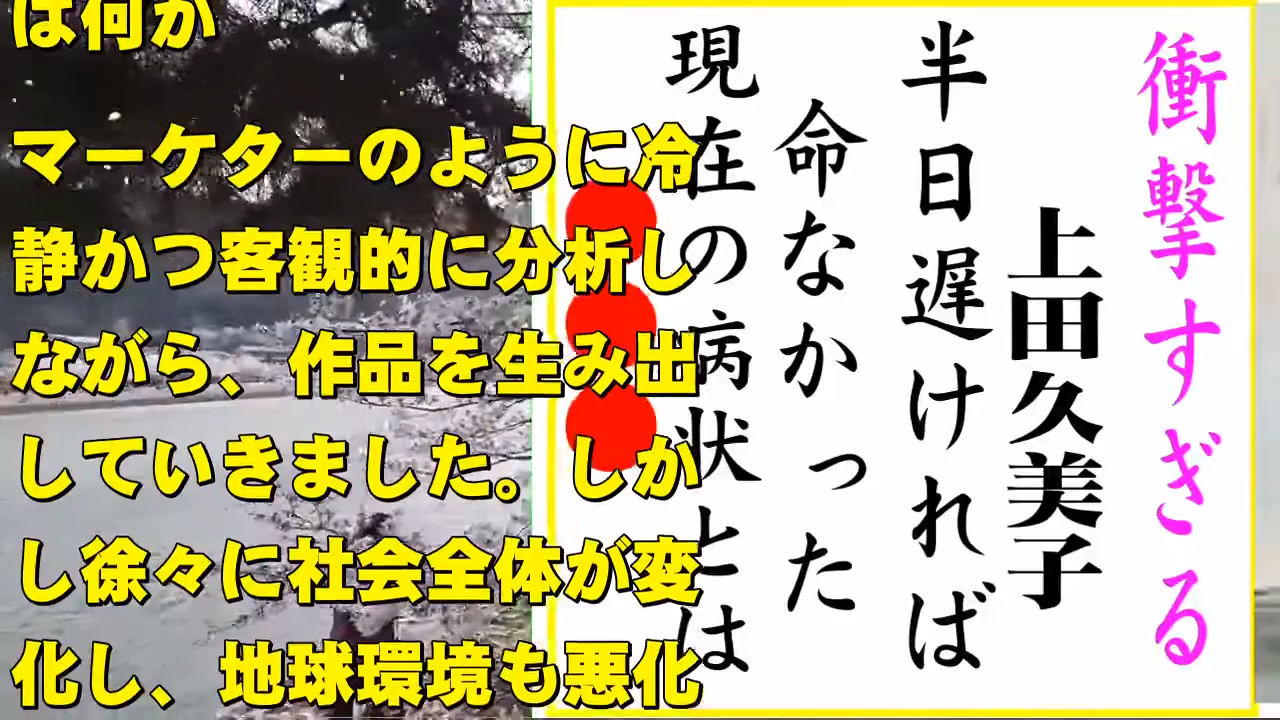 は何か
マーケターのように冷
静かつ客観的に分析し
ながら、作品を生み出
していきました。しか
し徐々に社会全体が変
化し、地球環境も悪化
衝撃すぎる
上田久美子
半日遅ければ
命なかった
現在の病状とは